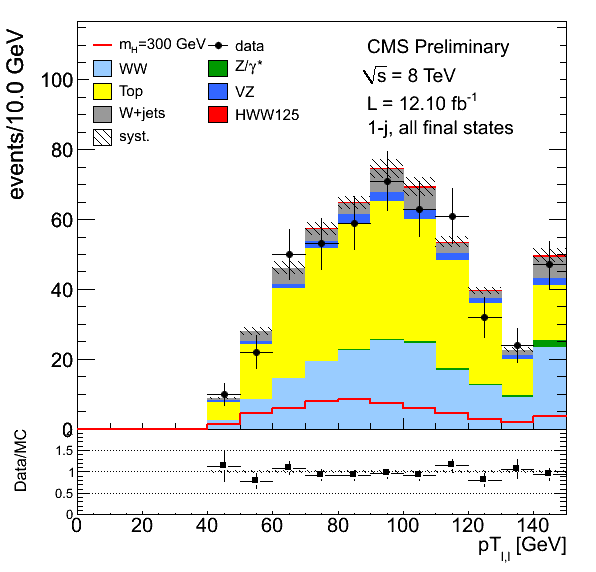 events/10.0 GeV
m_H=300 GeV
data
WW
Z/γ*
Top
VZ
W+jets
HWW125
syst.
CMS Preliminary
√s = 8 TeV
L = 12.10 fb⁻¹
1-j, all final states
100
80
60
40
20
0
Data/MC
2
1.5
1
0.5
0
0 20 40 60 80 100 120 140
pT_l,l [GeV]